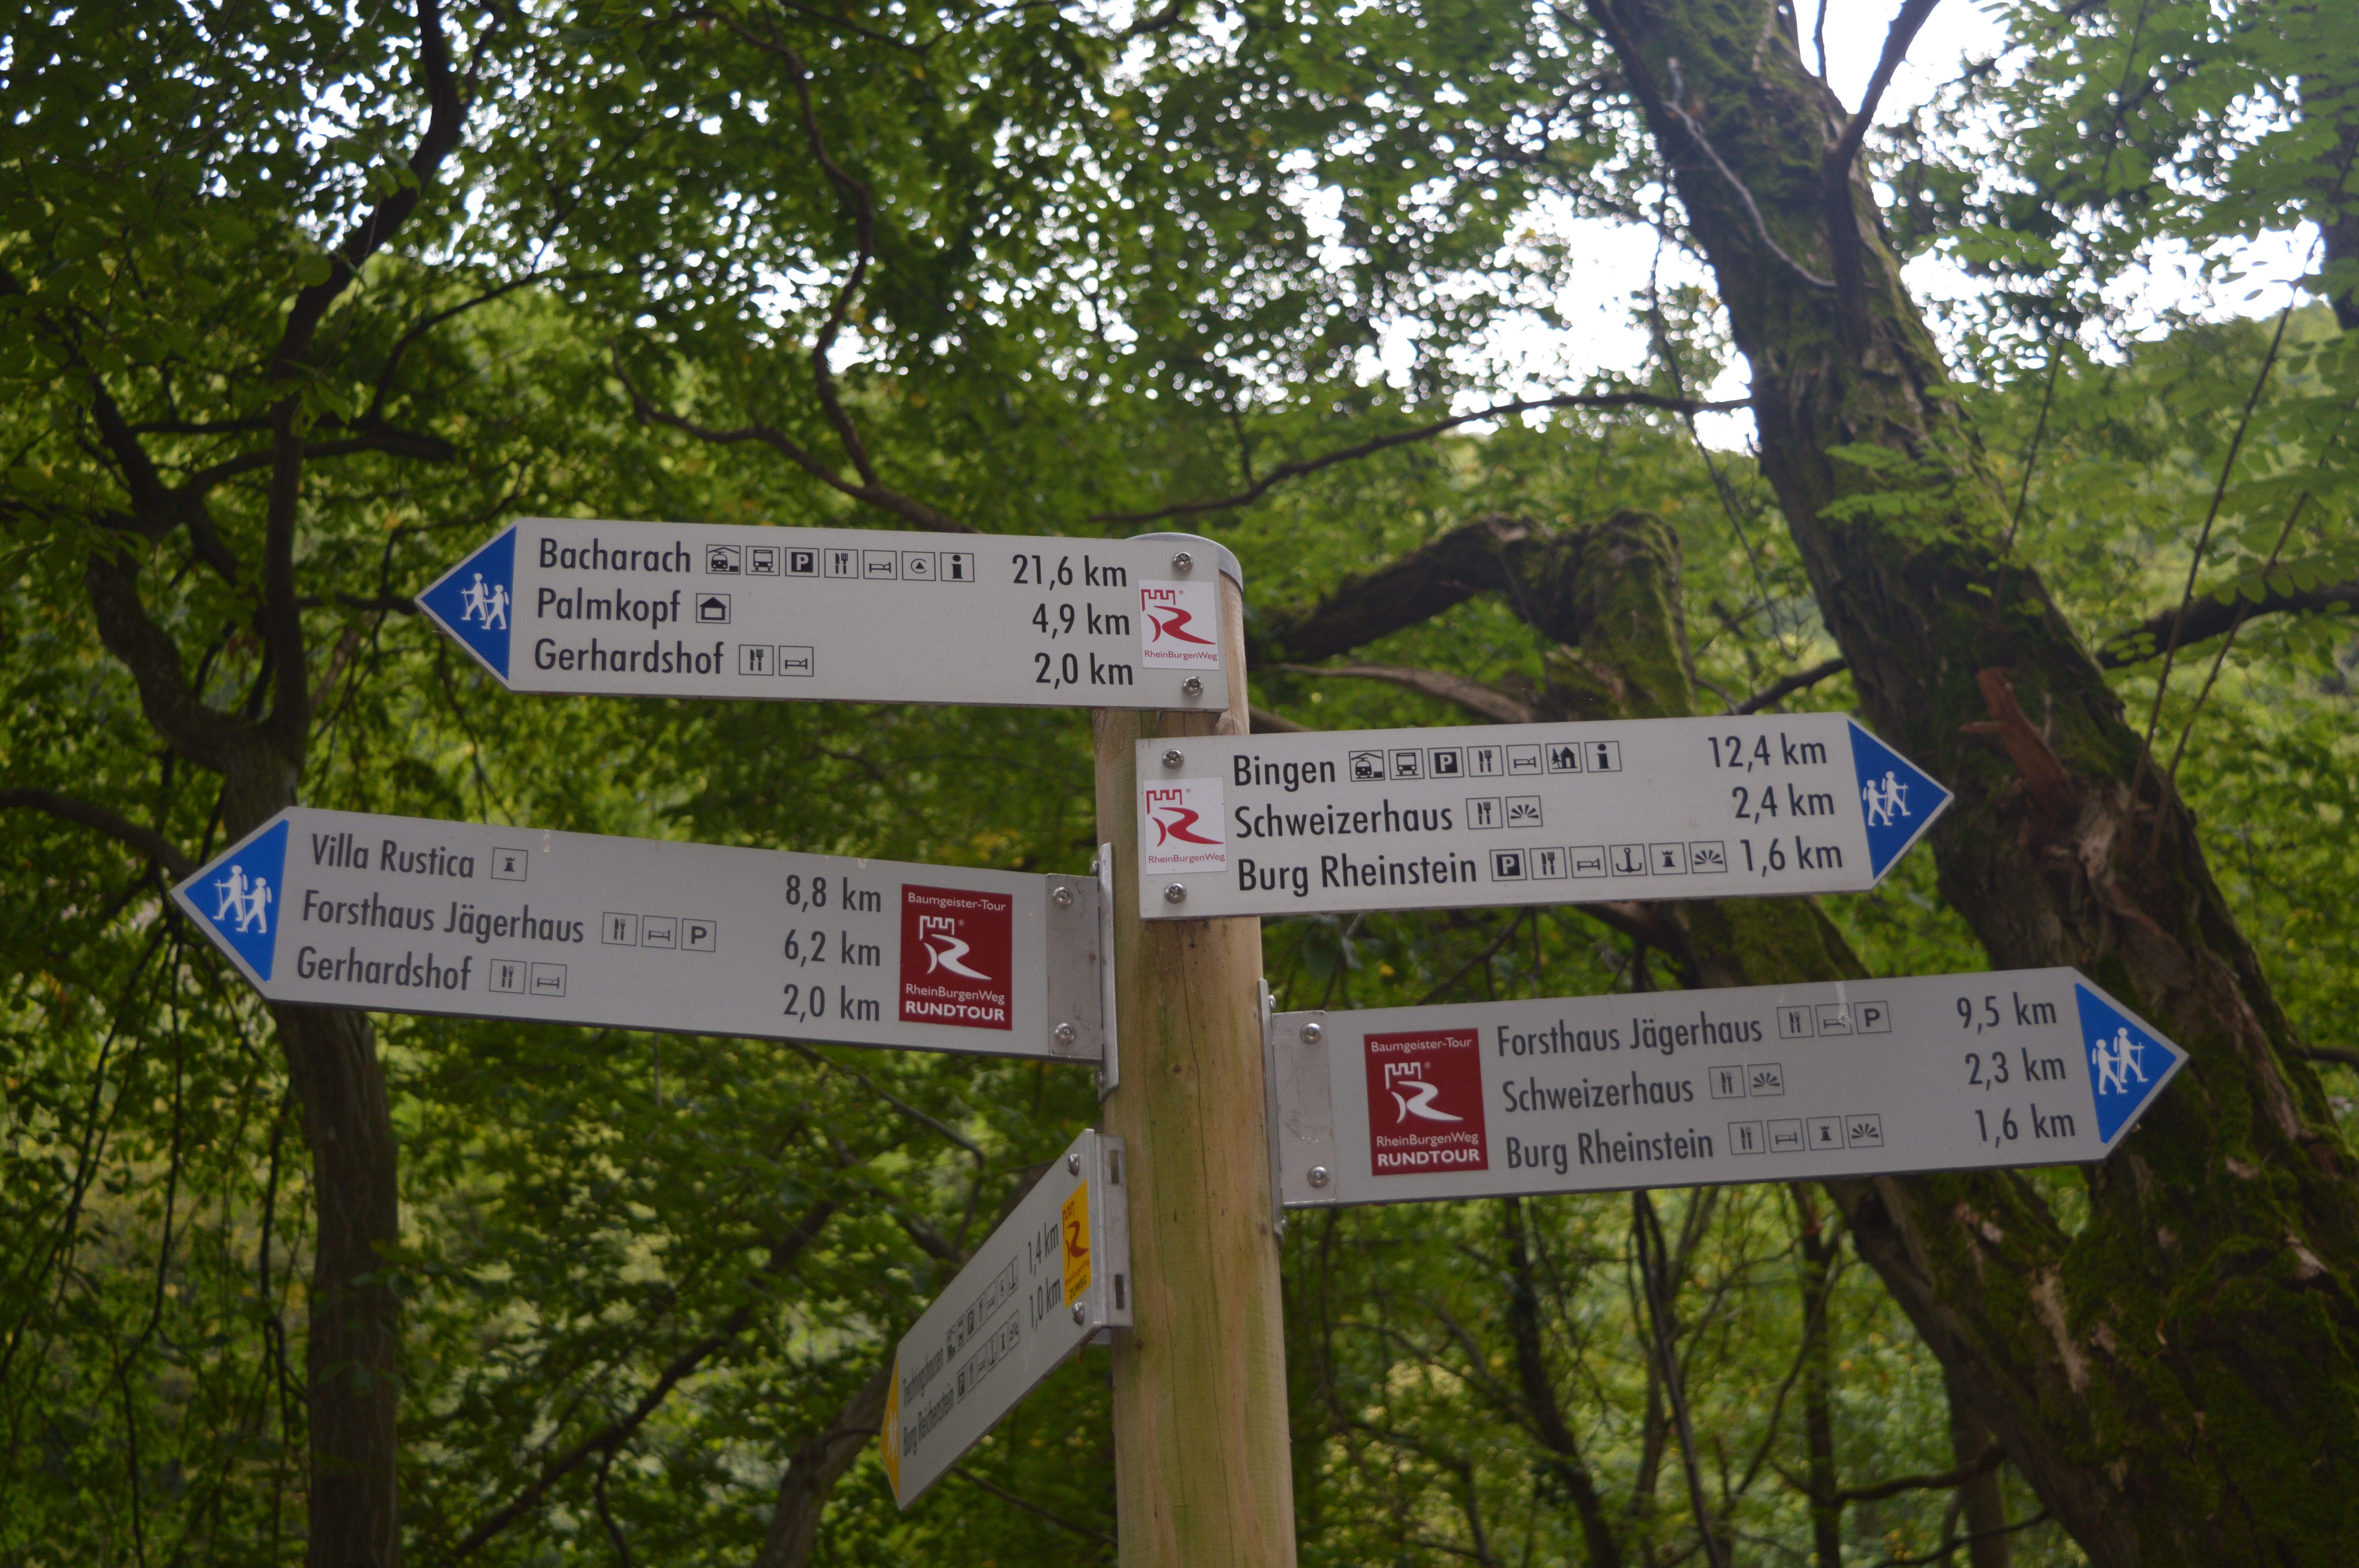 Bacharach P i 21,6 km
Palmkopf 4,9 km
Gerhardshof 2,0 km
RheinBurgenWeg
Bingen P i 12,4 km
Schweizerhaus 2,4 km
Burg Rheinstein P 1,6 km
RheinBurgenWeg
Villa Rustica 8,8 km
Forsthaus Jägerhaus P 6,2 km
Gerhardshof 2,0 km
Baumgeister-Tour
RheinBurgenWeg
RUNDTOUR
Baumgeister-Tour
RheinBurgenWeg
RUNDTOUR
Forsthaus Jägerhaus P 9,5 km
Schweizerhaus 2,3 km
Burg Rheinstein 1,6 km
Trechtingshausen P 1,4 km
Burg Reichenstein P 1,0 km